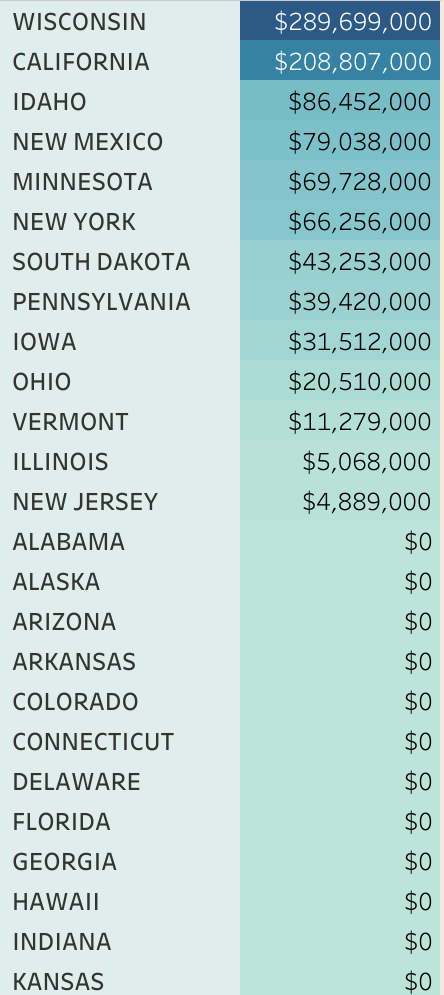 WISCONSIN $289,699,000
CALIFORNIA $208,807,000
IDAHO $86,452,000
NEW MEXICO $79,038,000
MINNESOTA $69,728,000
NEW YORK $66,256,000
SOUTH DAKOTA $43,253,000
PENNSYLVANIA $39,420,000
IOWA $31,512,000
OHIO $20,510,000
VERMONT $11,279,000
ILLINOIS $5,068,000
NEW JERSEY $4,889,000
ALABAMA $0
ALASKA $0
ARIZONA $0
ARKANSAS $0
COLORADO $0
CONNECTICUT $0
DELAWARE $0
FLORIDA $0
GEORGIA $0
HAWAII $0
INDIANA $0
KANSAS $0